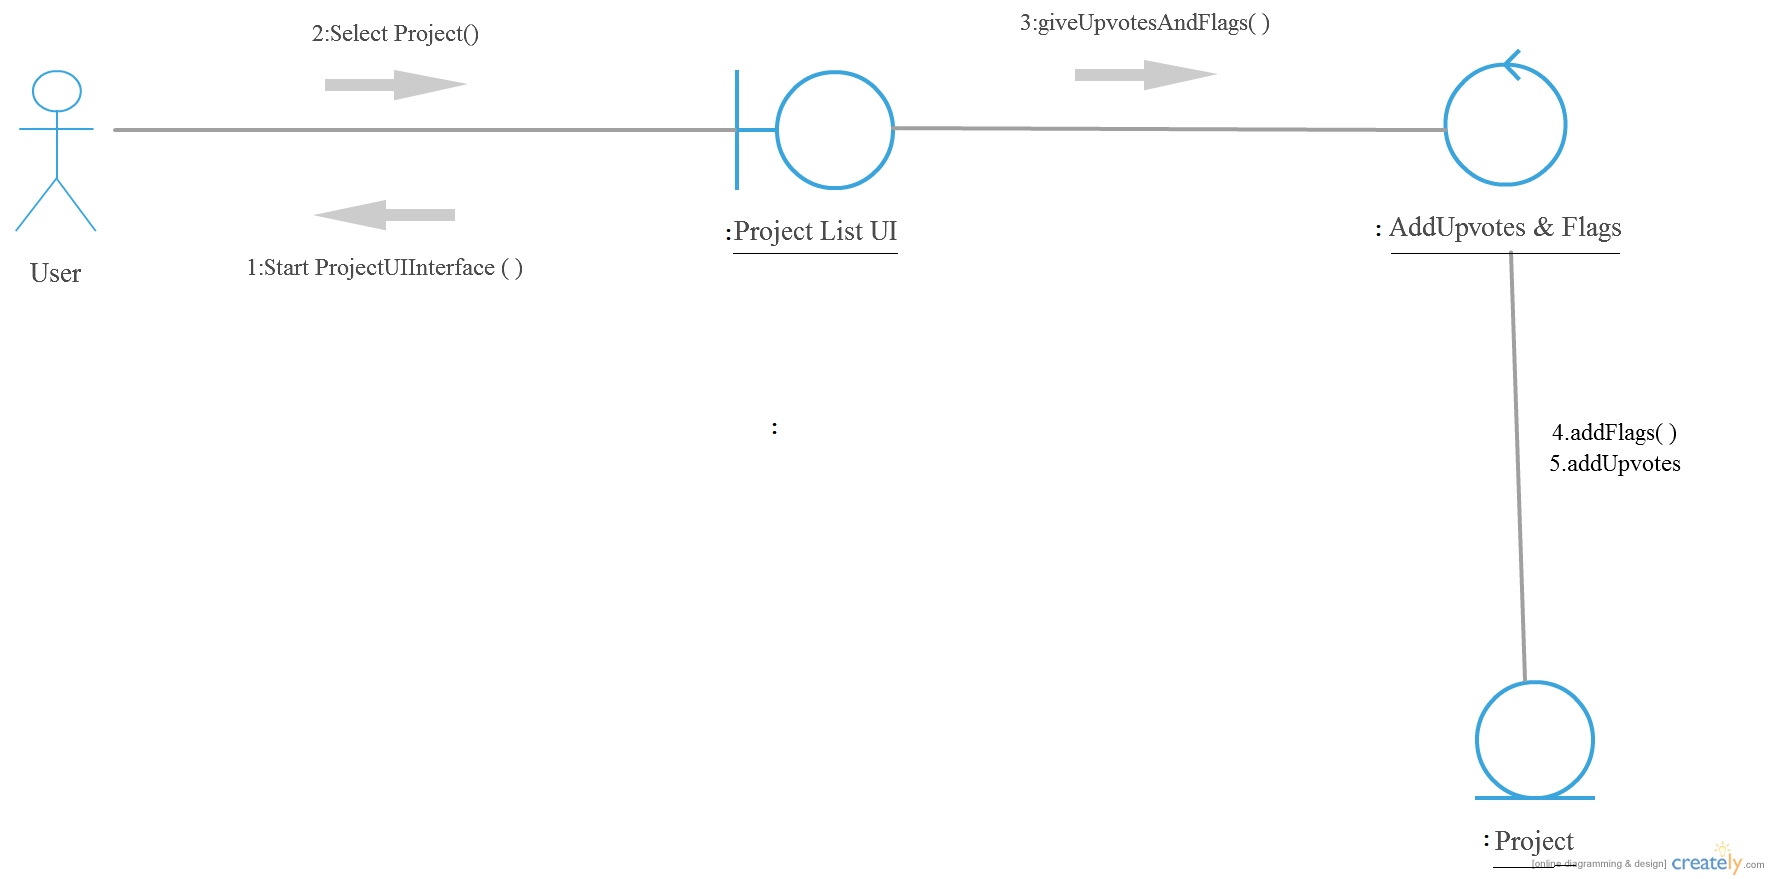 2:Select Project()
3:giveUpvotesAndFlags( )
:Project List UI
: AddUpvotes & Flags
User
1:Start ProjectUIInterface ( )
:
4.addFlags( )
5.addUpvotes
:Project
[online diagramming & design] creately.com